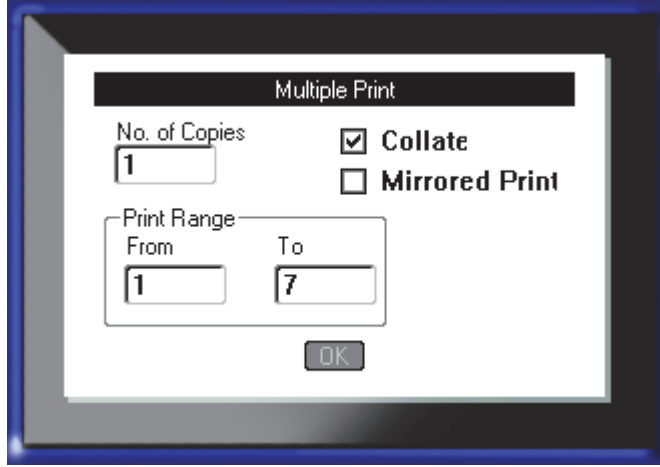 Multiple Print
No. of Copies
1
Collate
Mirrored Print
Print Range
From To
1 7
OK